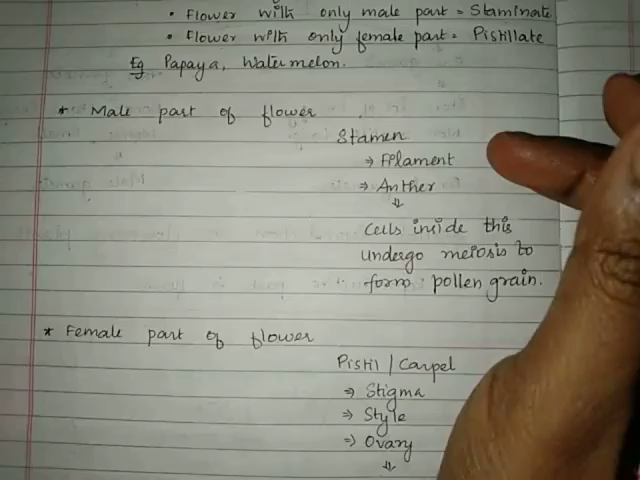 • Flower with only male part = Staminate
• Flower with only female part = Pistillate
Eg Papaya, Watermelon.
* Male part of flower
Stamen
→ Filament
→ Anther
⇓
Cells inside this
undergo meiosis to
form pollen grain.
* Female part of flower
Pistil / Carpel
⇒ Stigma
⇒ Style
⇒ Ovary
⇓